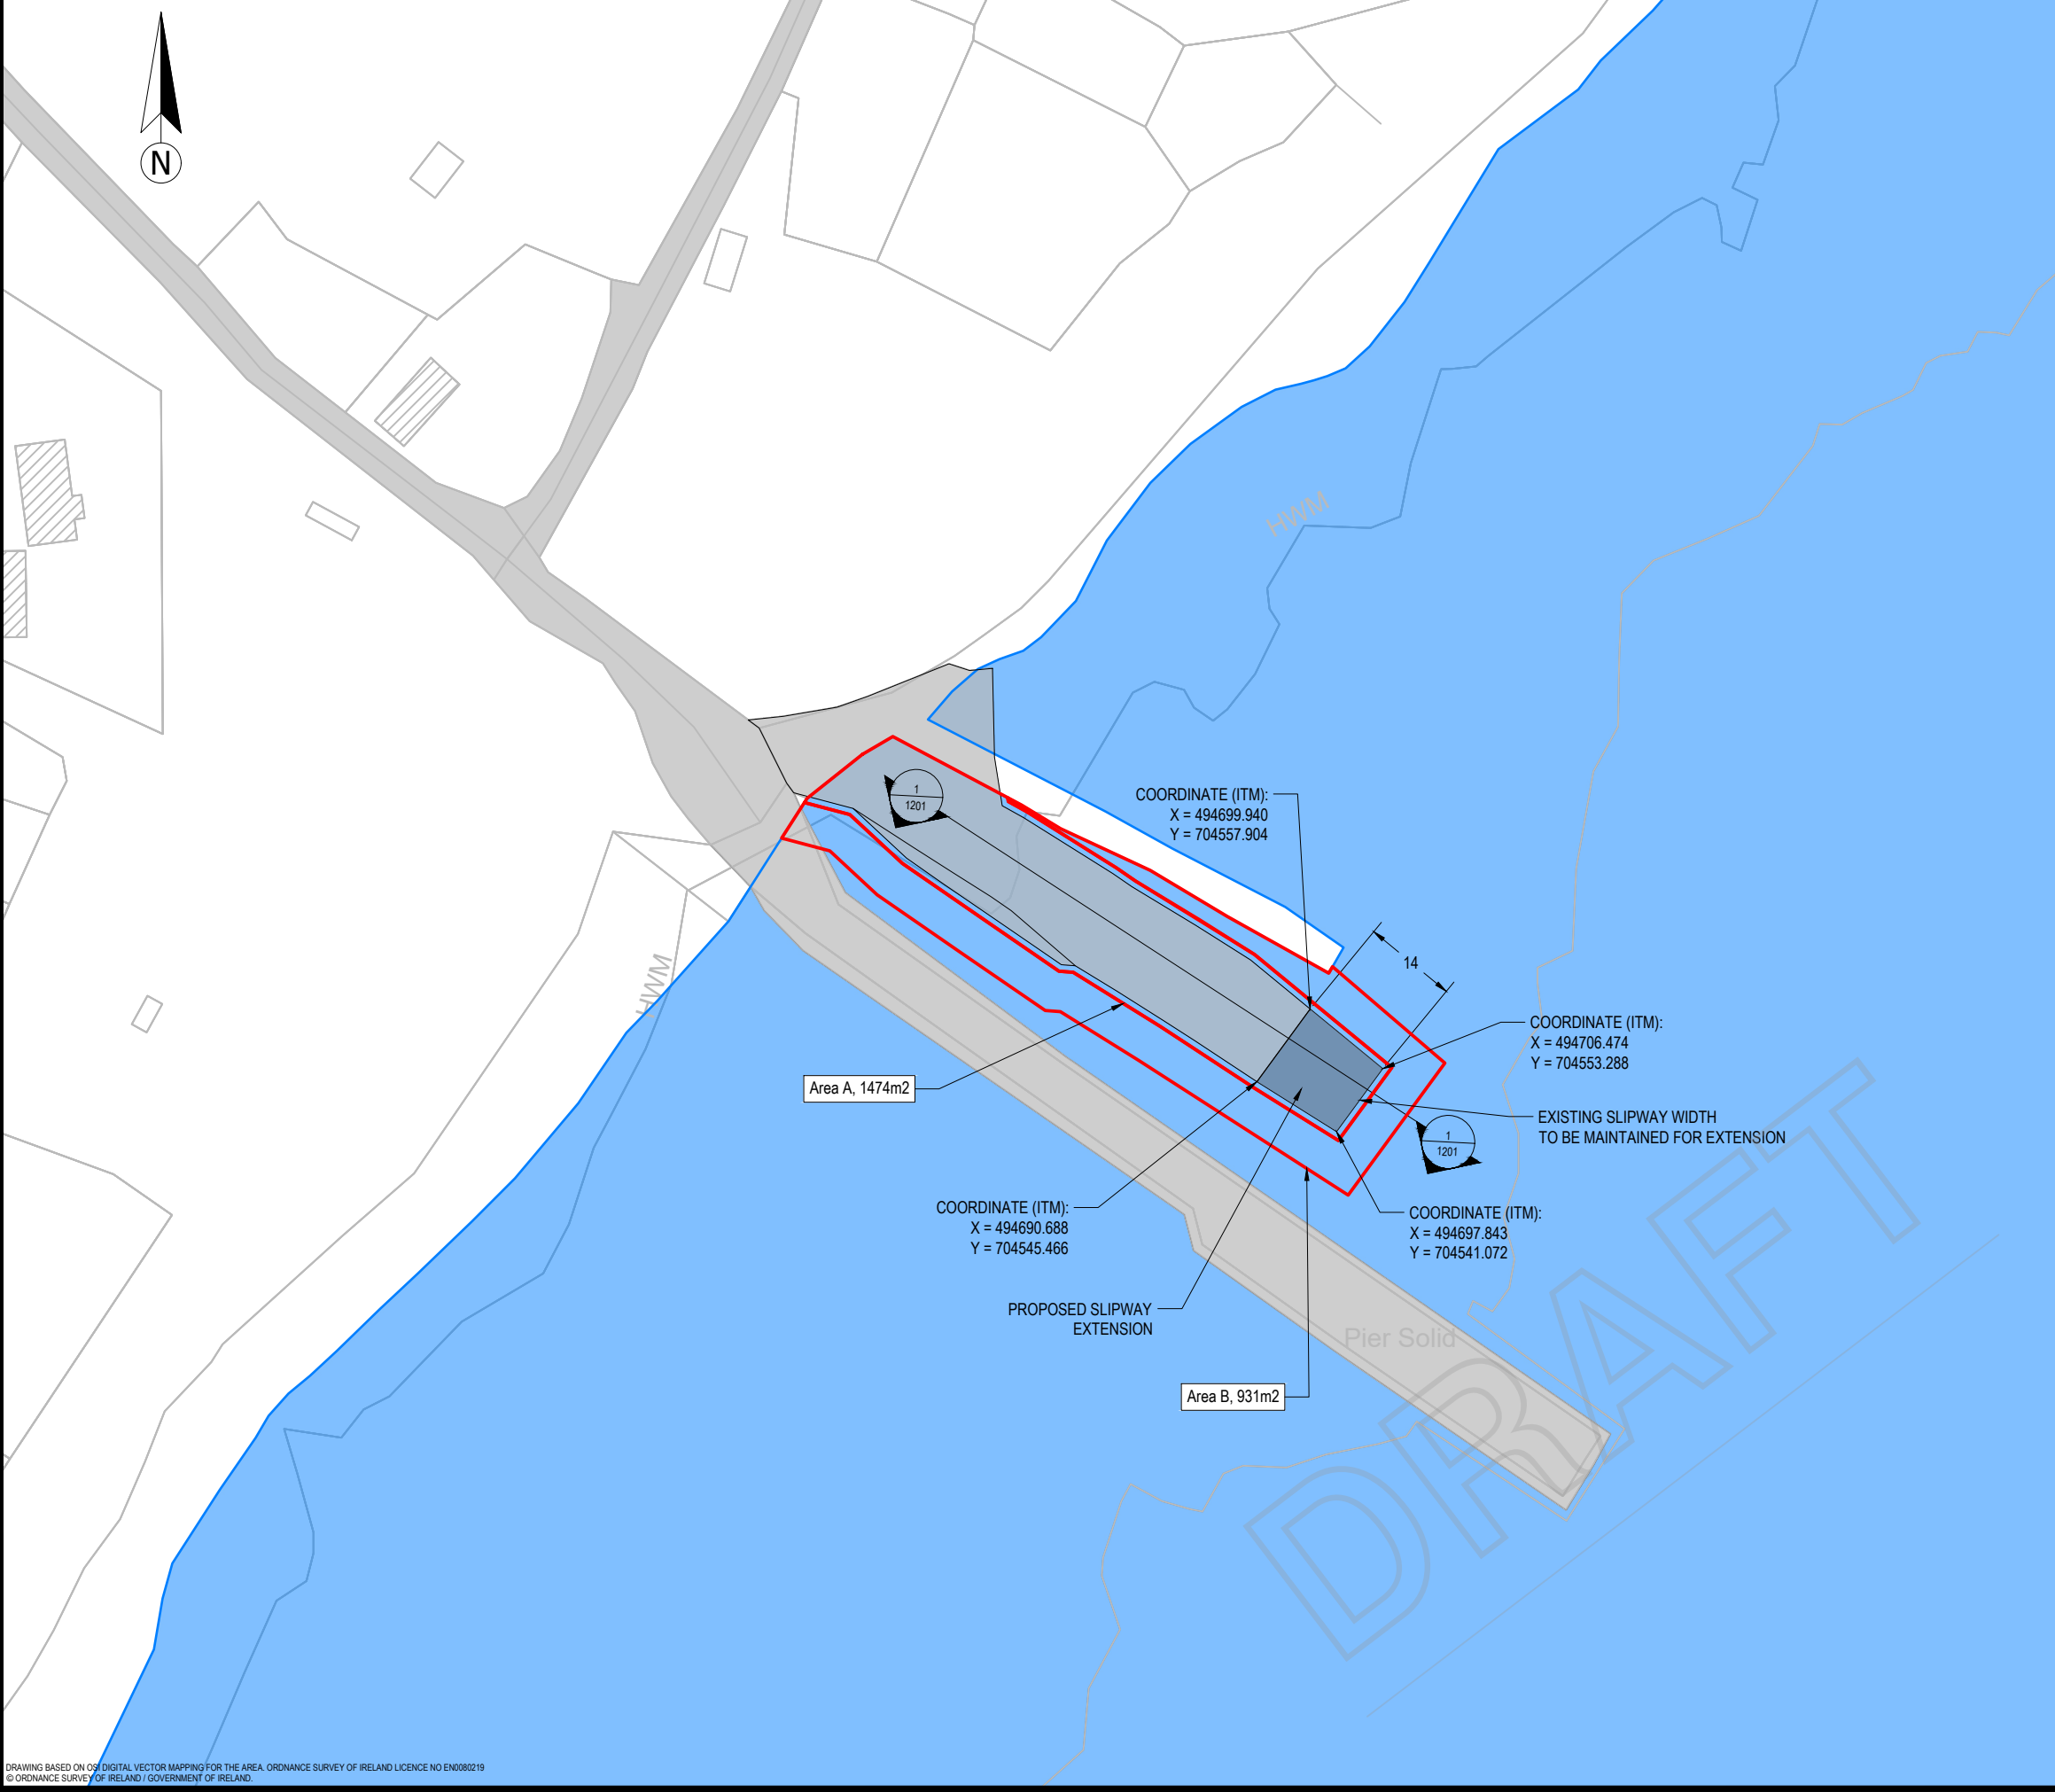 N
HWM
1
1201
COORDINATE (ITM):
X = 494699.940
Y = 704557.904
14
HWM
COORDINATE (ITM):
X = 494706.474
Y = 704553.288
Area A, 1474m2
EXISTING SLIPWAY WIDTH
TO BE MAINTAINED FOR EXTENSION
1
1201
COORDINATE (ITM):
X = 494690.688
Y = 704545.466
COORDINATE (ITM):
X = 494697.843
Y = 704541.072
PROPOSED SLIPWAY
EXTENSION
Pier Solid
Area B, 931m2
DRAFT
DRAWING BASED ON OSI DIGITAL VECTOR MAPPING FOR THE AREA. ORDNANCE SURVEY OF IRELAND LICENCE NO EN0080219
© ORDNANCE SURVEY OF IRELAND / GOVERNMENT OF IRELAND.